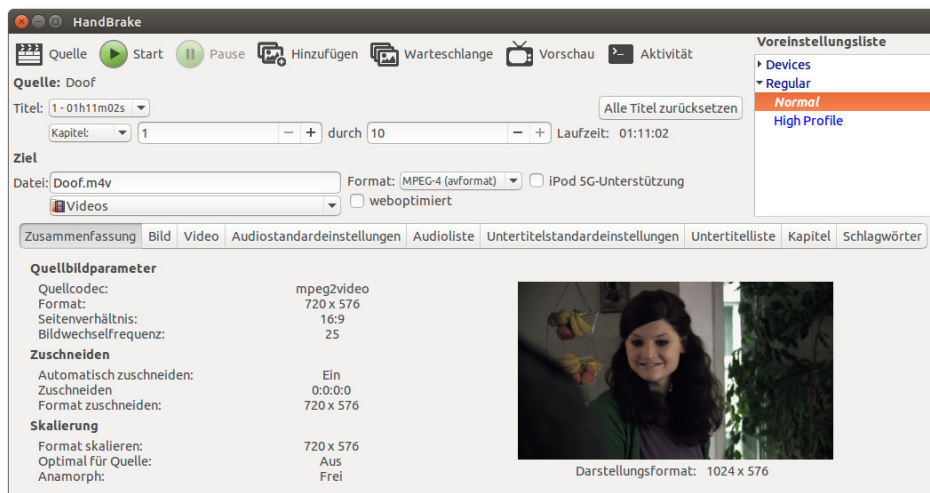 HandBrake
Quelle Start Pause Hinzufügen Warteschlange Vorschau Aktivität
Voreinstellungsliste
Devices
Regular
Normal
High Profile
Quelle: Doof
Titel: 1 - 01h11m02s Alle Titel zurücksetzen
Kapitel: 1 − + durch 10 − + Laufzeit: 01:11:02
Ziel
Datei: Doof.m4v Format: MPEG-4 (avformat) iPod 5G-Unterstützung
Videos weboptimiert
Zusammenfassung Bild Video Audiostandardeinstellungen Audioliste Untertitelstandardeinstellungen Untertitelliste Kapitel Schlagwörter
Quellbildparameter
Quellcodec: mpeg2video
Format: 720 x 576
Seitenverhältnis: 16:9
Bildwechselfrequenz: 25
Zuschneiden
Automatisch zuschneiden: Ein
Zuschneiden 0:0:0:0
Format zuschneiden: 720 x 576
Skalierung
Format skalieren: 720 x 576
Optimal für Quelle: Aus
Anamorph: Frei
Darstellungsformat: 1024 x 576